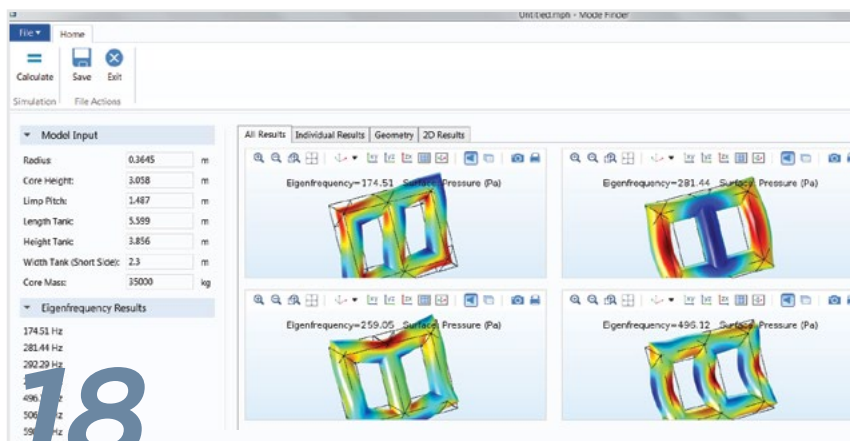 Untitled.mph - Mode Finder
File Home
Calculate Save Exit
Simulation File Actions
Model Input
Radius: 0.3645 m
Core Height: 3.058 m
Limp Pitch: 1.487 m
Length Tank: 5.599 m
Height Tank: 3.856 m
Width Tank (Short Side): 2.3 m
Core Mass: 35000 kg
Eigenfrequency Results
174.51 Hz
281.44 Hz
292.29 Hz
18
All Results Individual Results Geometry 2D Results
Eigenfrequency=174.51 Surface: Pressure (Pa)
Eigenfrequency=281.44 Surface: Pressure (Pa)
Eigenfrequency=259.05 Surface: Pressure (Pa)
Eigenfrequency=496.12 Surface: Pressure (Pa)